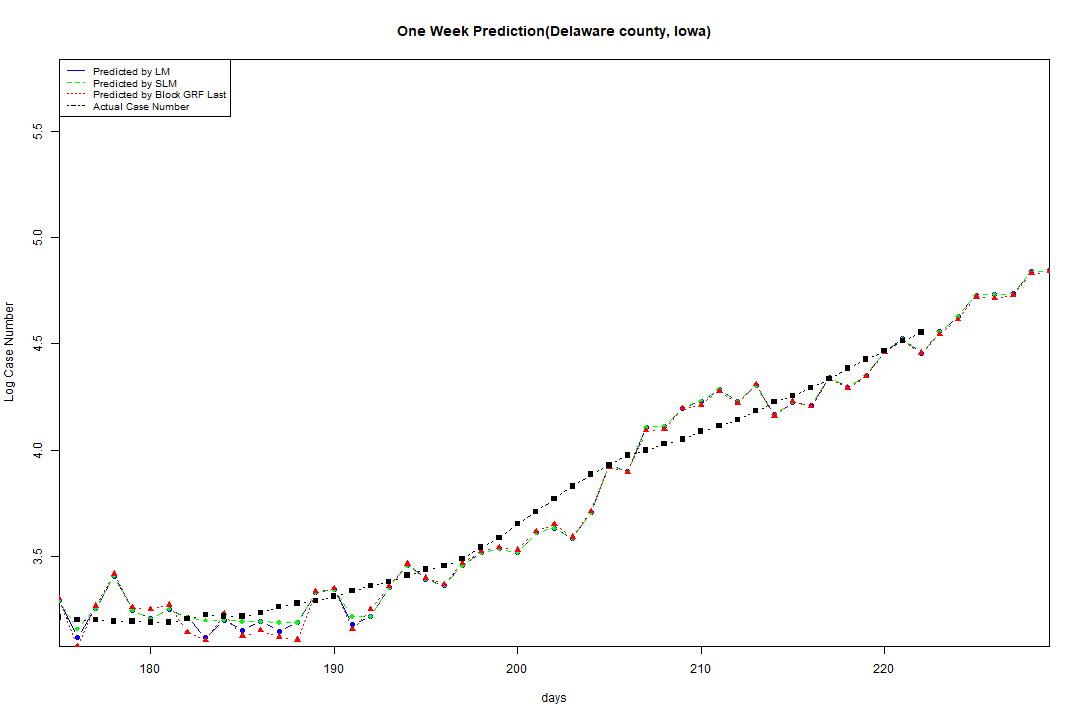 One Week Prediction(Delaware county, Iowa)
Predicted by LM
Predicted by SLM
Predicted by Block GRF Last
Actual Case Number
5.5
5.0
4.5
4.0
3.5
Log Case Number
180 190 200 210 220
days